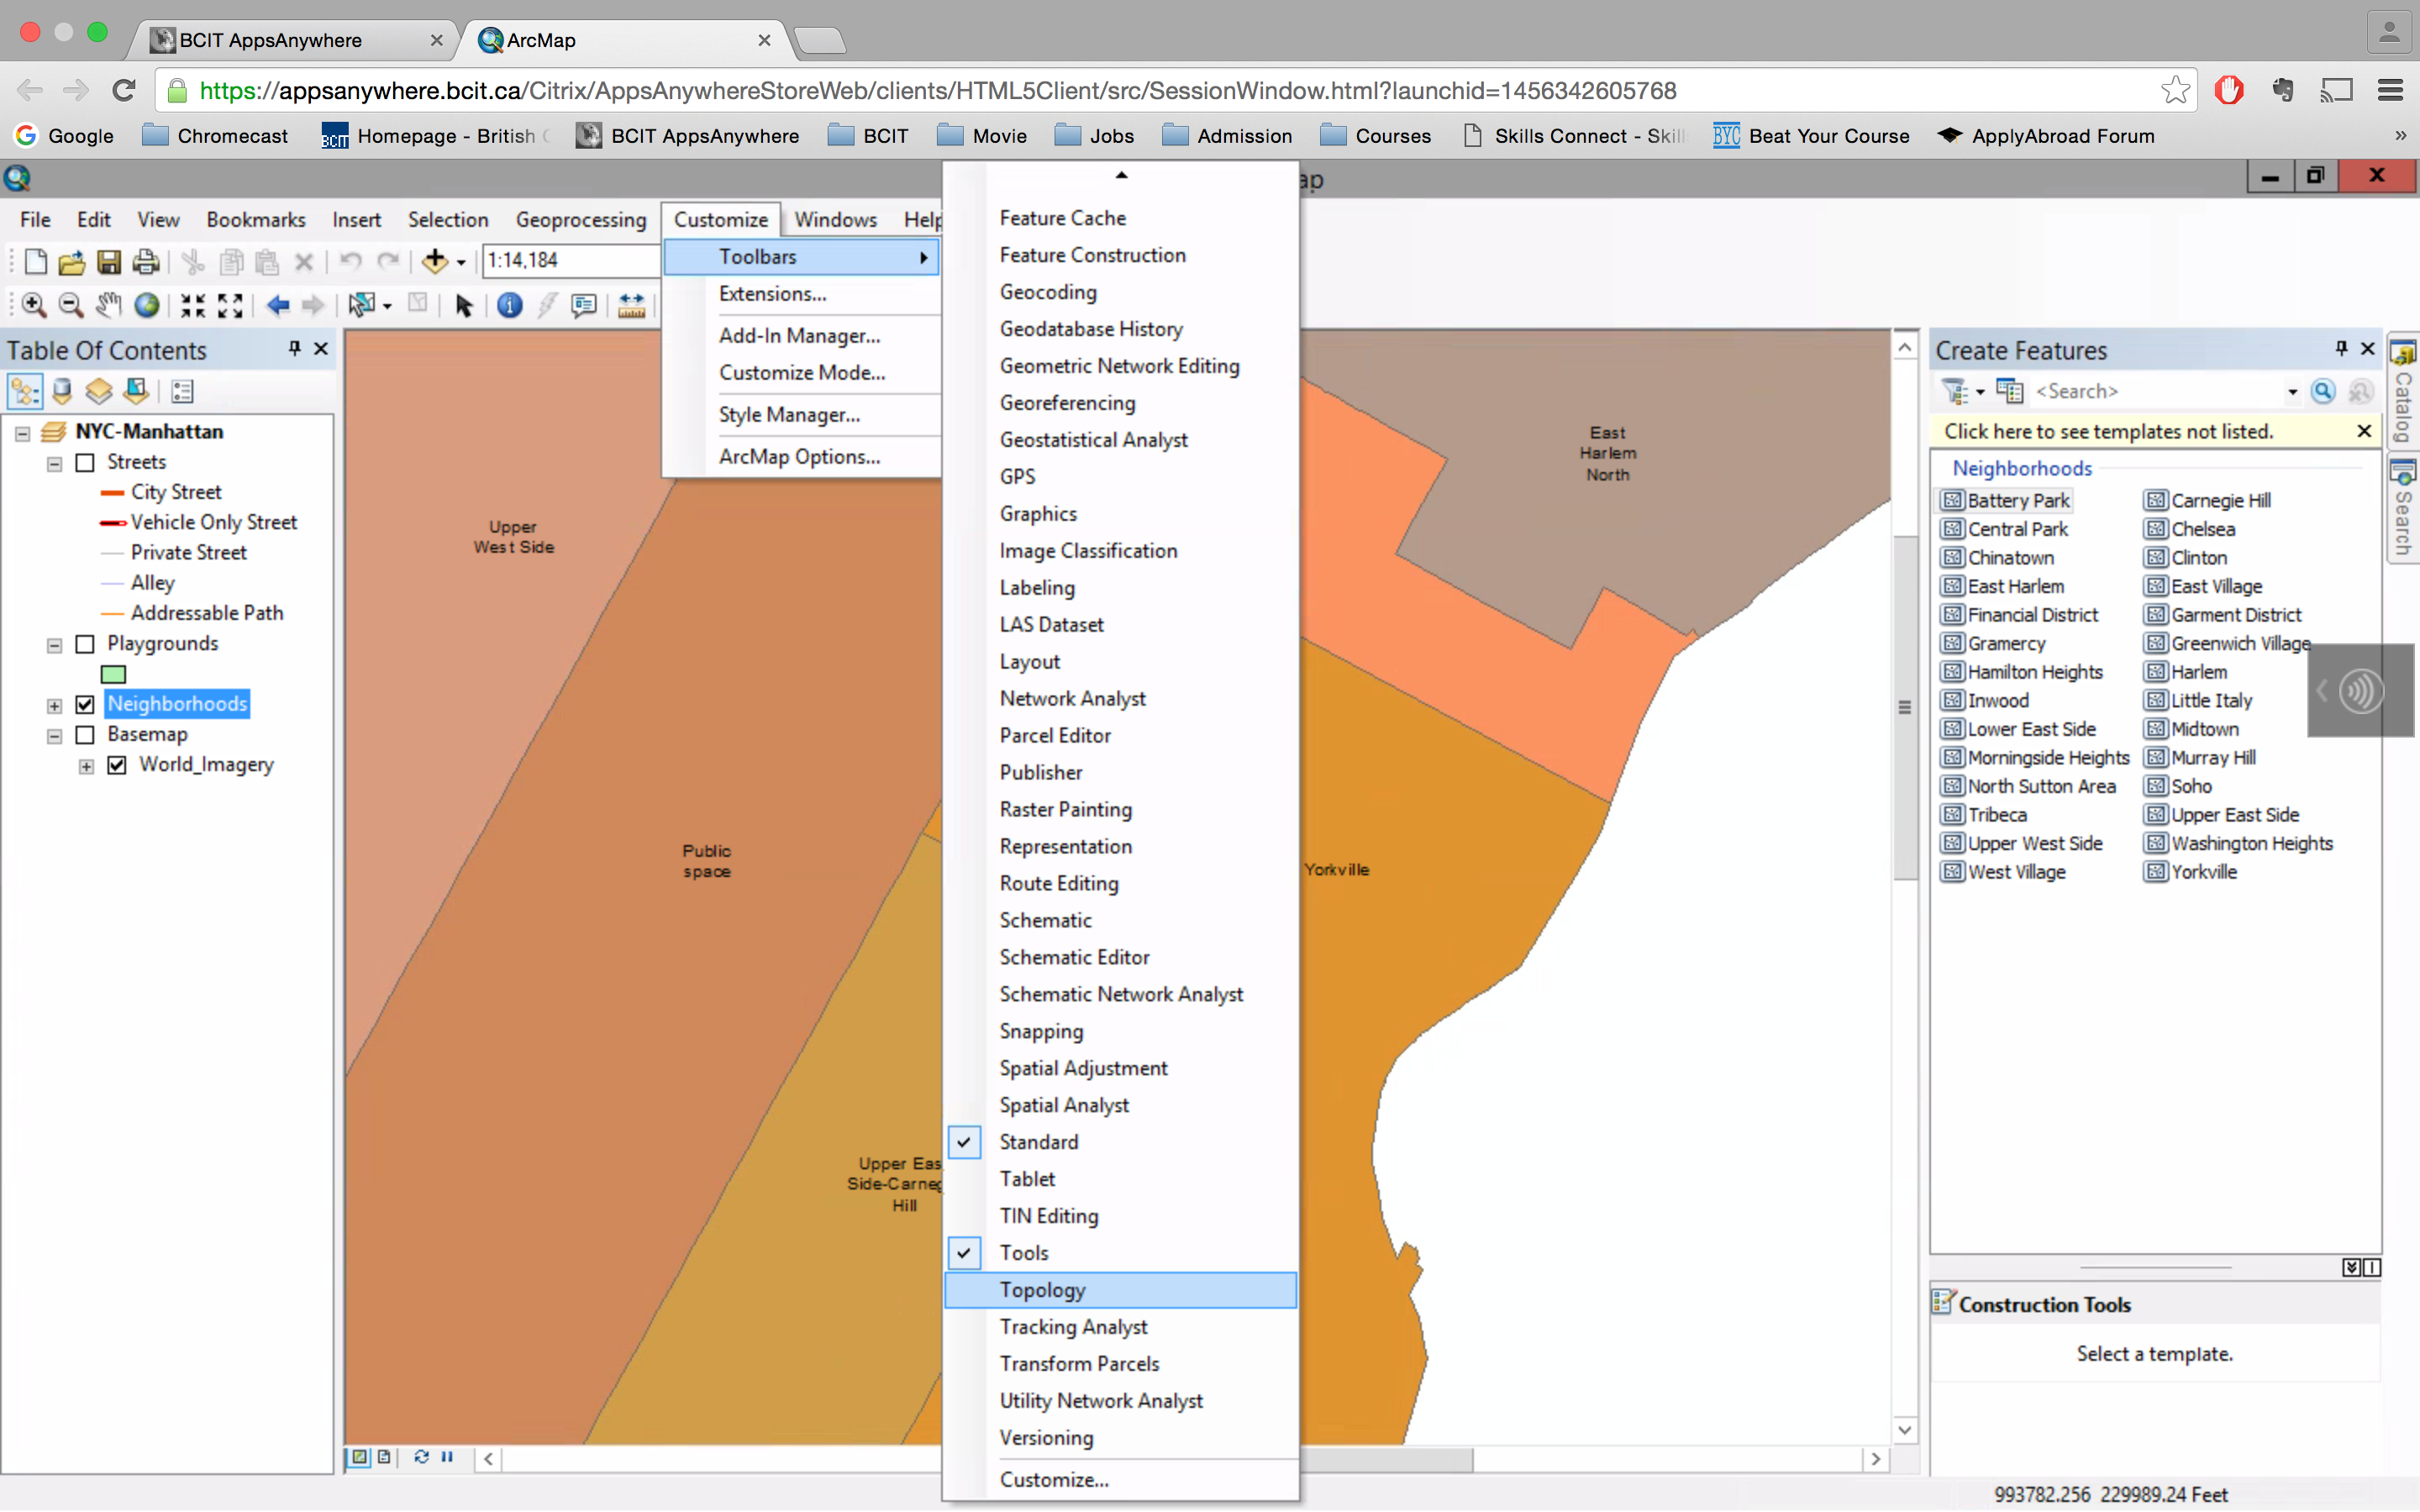 BCIT AppsAnywhere
ArcMap
https://appsanywhere.bcit.ca/Citrix/AppsAnywhereStoreWeb/clients/HTML5Client/src/SessionWindow.html?launchid=1456342605768
Google
Chromecast
BCIT
Homepage - British
BCIT AppsAnywhere
BCIT
Movie
Jobs
Admission
Courses
Skills Connect - Skil
BYC
Beat Your Course
ApplyAbroad Forum
»
ap
File Edit View Bookmarks Insert Selection Geoprocessing Customize Windows Help
1:14,184
Toolbars
Extensions...
Add-In Manager...
Customize Mode...
Style Manager...
ArcMap Options...
Feature Cache
Feature Construction
Geocoding
Geodatabase History
Geometric Network Editing
Georeferencing
Geostatistical Analyst
GPS
Graphics
Image Classification
Labeling
LAS Dataset
Layout
Network Analyst
Parcel Editor
Publisher
Raster Painting
Representation
Route Editing
Schematic
Schematic Editor
Schematic Network Analyst
Snapping
Spatial Adjustment
Spatial Analyst
Standard
Tablet
TIN Editing
Tools
Topology
Tracking Analyst
Transform Parcels
Utility Network Analyst
Versioning
Customize...
Table Of Contents
NYC-Manhattan
Streets
City Street
Vehicle Only Street
Private Street
Alley
Addressable Path
Playgrounds
Neighborhoods
Basemap
World_Imagery
Upper
West Side
Public
space
Upper Eas
Side-Carneg
Hill
East
Harlem
North
Yorkville
Create Features
<Search>
Click here to see templates not listed.
Neighborhoods
Battery Park Carnegie Hill
Central Park Chelsea
Chinatown Clinton
East Harlem East Village
Financial District Garment District
Gramercy Greenwich Village
Hamilton Heights Harlem
Inwood Little Italy
Lower East Side Midtown
Morningside Heights Murray Hill
North Sutton Area Soho
Tribeca Upper East Side
Upper West Side Washington Heights
West Village Yorkville
Construction Tools
Select a template.
Catalog
Search
993782.256 229989.24 Feet